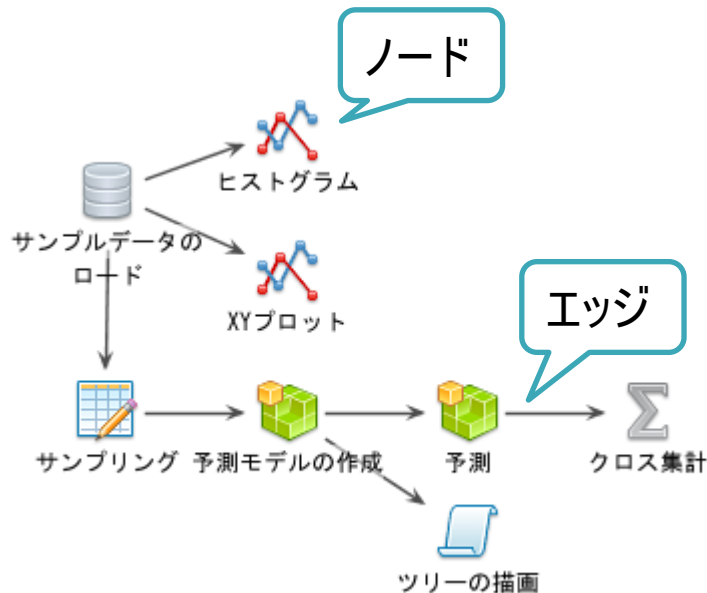 ノード
ヒストグラム
サンプルデータの
ロード
XYプロット
エッジ
サンプリング
予測モデルの作成
予測
クロス集計
ツリーの描画